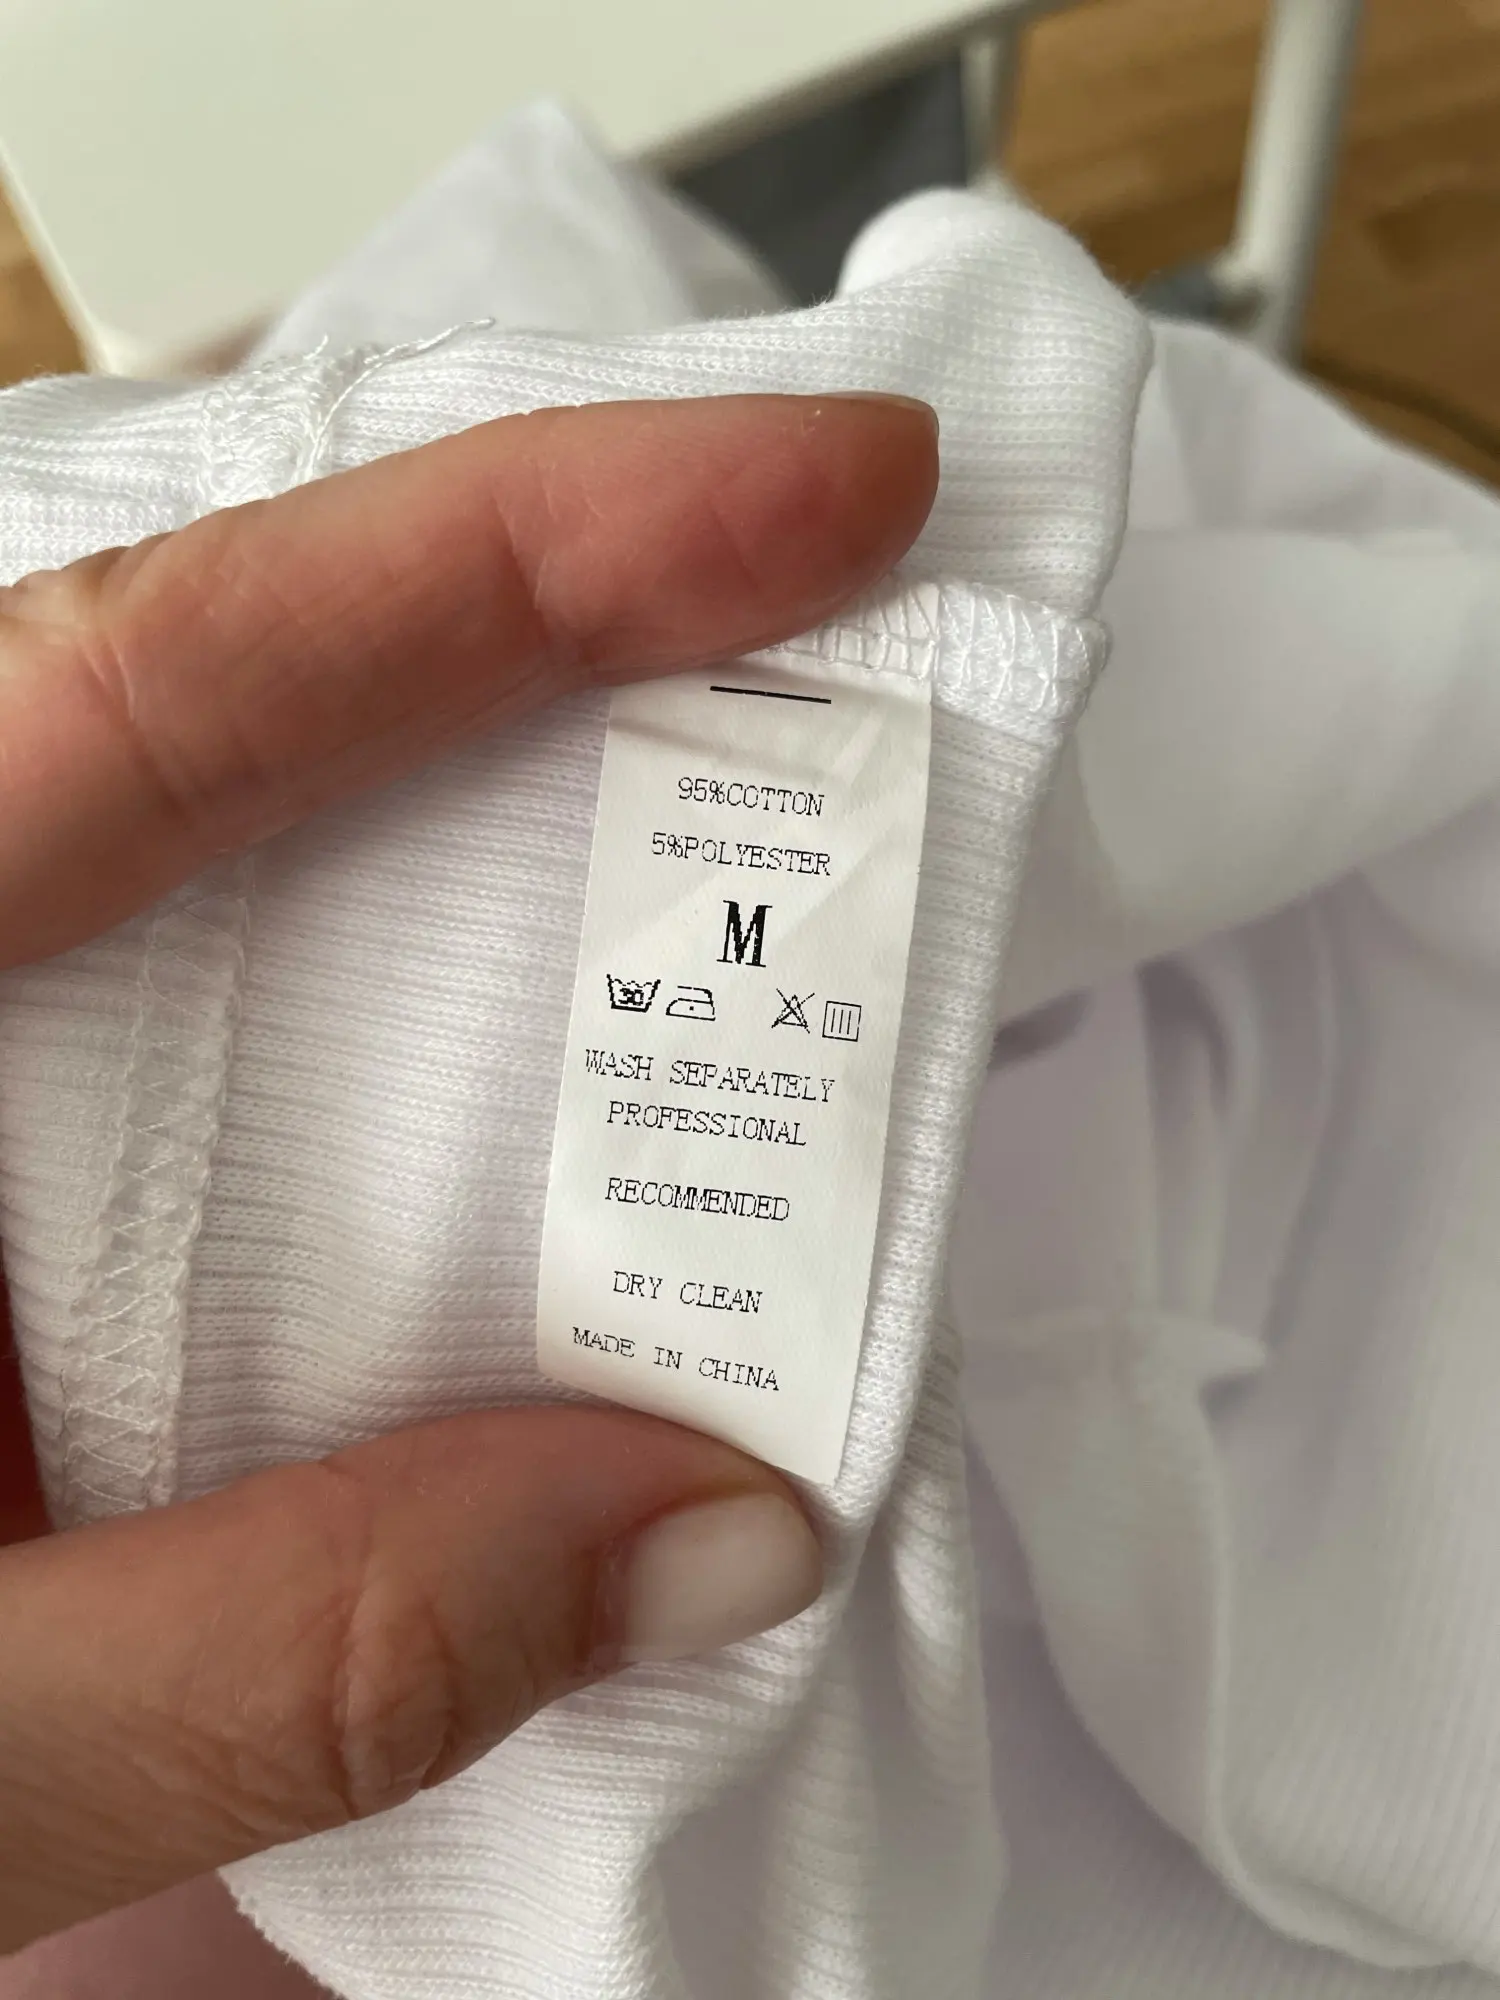 95%COTTON
5%POLYESTER
M
30
WASH SEPARATELY
PROFESSIONAL
RECOMMENDED
DRY CLEAN
MADE IN CHINA